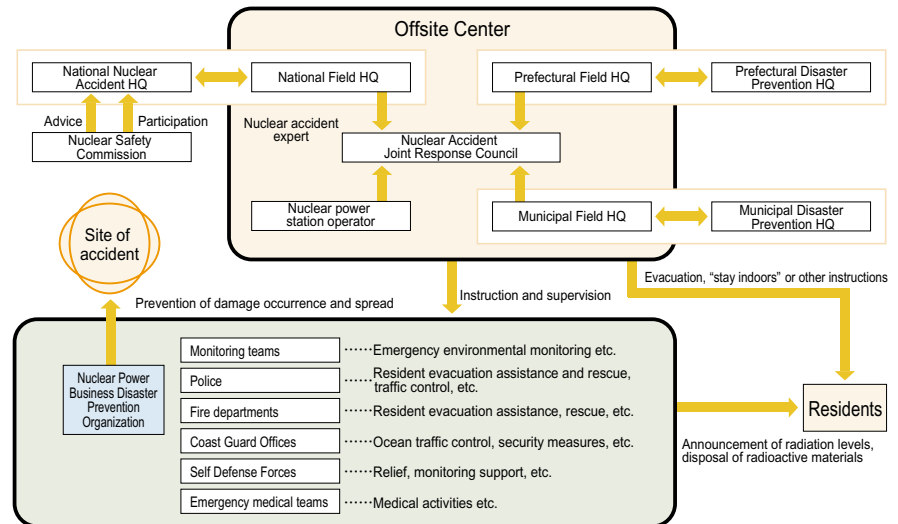 Offsite Center
National Nuclear
Accident HQ
National Field HQ
Prefectural Field HQ
Prefectural Disaster
Prevention HQ
Advice
Participation
Nuclear accident
expert
Nuclear Safety
Commission
Nuclear Accident
Joint Response Council
Nuclear power
station operator
Municipal Field HQ
Municipal Disaster
Prevention HQ
Site of
accident
Evacuation, “stay indoors” or other instructions
Prevention of damage occurrence and spread
Instruction and supervision
Nuclear Power
Business Disaster
Prevention
Organization
Monitoring teams ······Emergency environmental monitoring etc.
Police ······Resident evacuation assistance and rescue,
traffic control, etc.
Fire departments ······Resident evacuation assistance, rescue, etc.
Coast Guard Offices ······Ocean traffic control, security measures, etc.
Self Defense Forces ······Relief, monitoring support, etc.
Emergency medical teams ······Medical activities etc.
Residents
Announcement of radiation levels,
disposal of radioactive materials